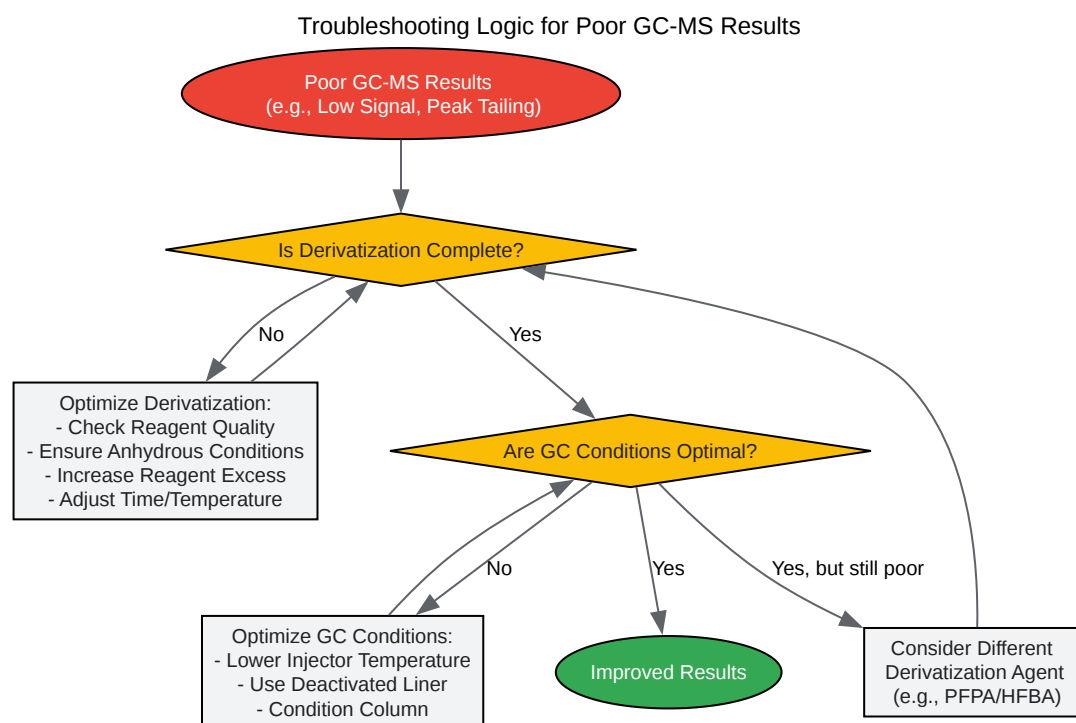 Troubleshooting Logic for Poor GC-MS Results
Poor GC-MS Results
(e.g., Low Signal, Peak Tailing)
Is Derivatization Complete?
No
Yes
Optimize Derivatization:
- Check Reagent Quality
- Ensure Anhydrous Conditions
- Increase Reagent Excess
- Adjust Time/Temperature
Are GC Conditions Optimal?
No
Yes
Yes, but still poor
Optimize GC Conditions:
- Lower Injector Temperature
- Use Deactivated Liner
- Condition Column
Improved Results
Consider Different
Derivatization Agent
(e.g., PFPA/HFBA)